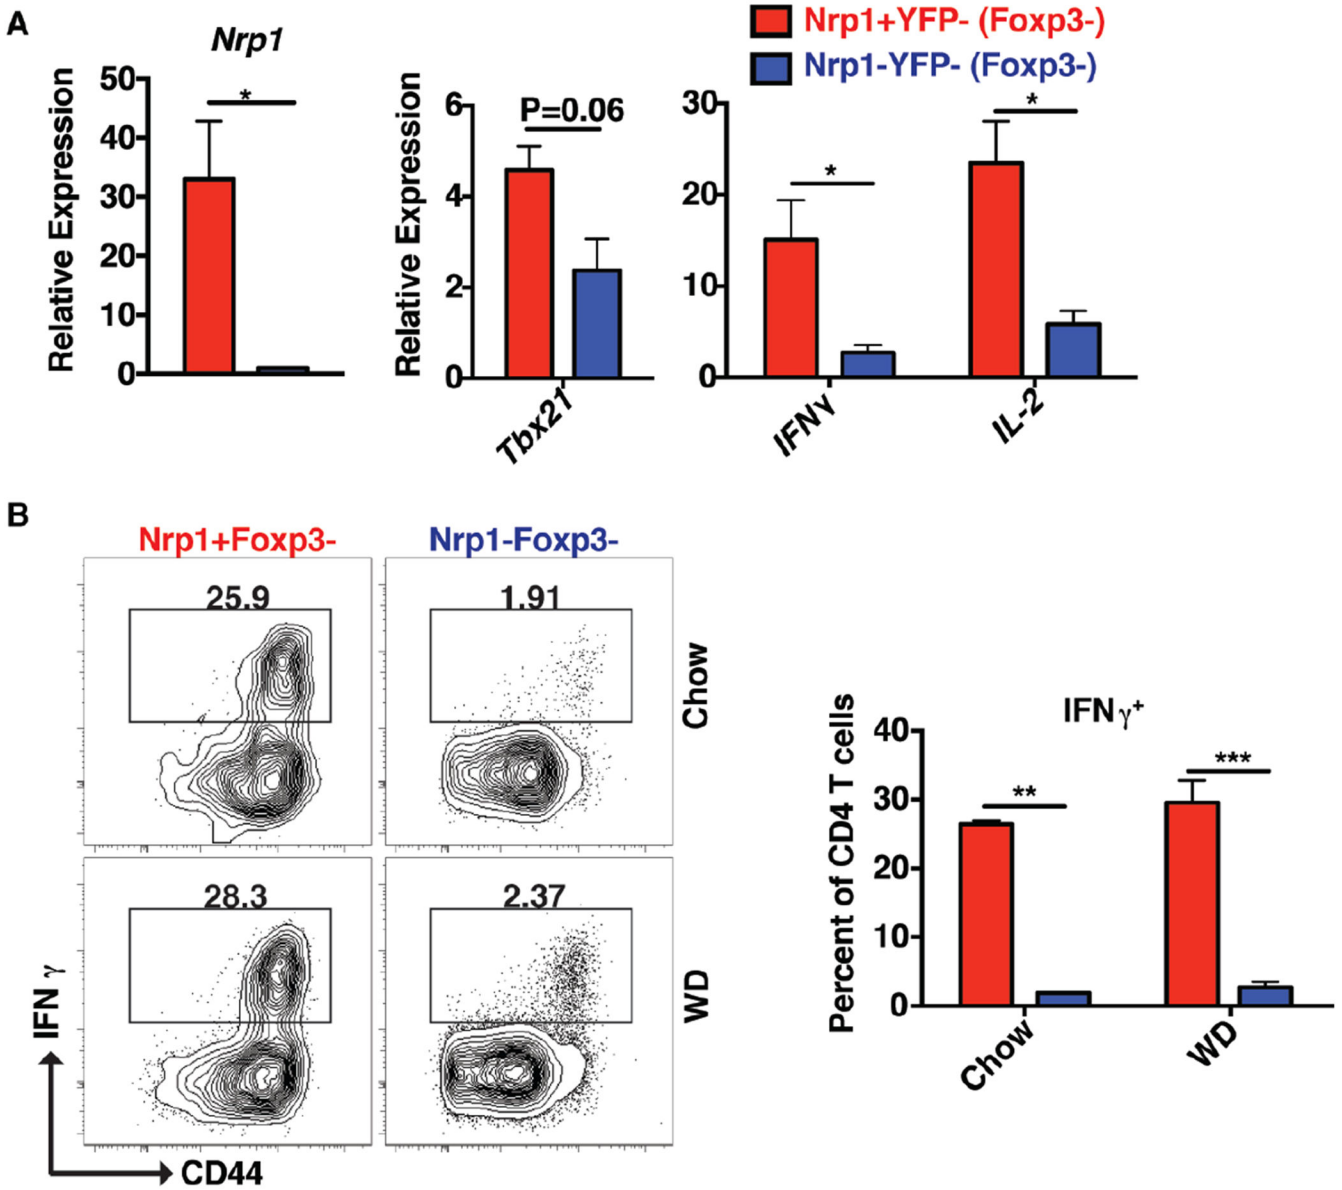 A
Nrp1
Nrp1+YFP- (Foxp3-)
Nrp1-YFP- (Foxp3-)
Relative Expression
50
40
30
20
10
0
*
Relative Expression
6
4
2
0
P=0.06
Tbx21
30
20
10
0
*
*
IFNγ
IL-2
B
Nrp1+Foxp3-
Nrp1-Foxp3-
25.9
1.91
Chow
28.3
2.37
WD
IFN γ
CD44
IFN γ+
Percent of CD4 T cells
40
30
20
10
0
**
***
Chow
WD